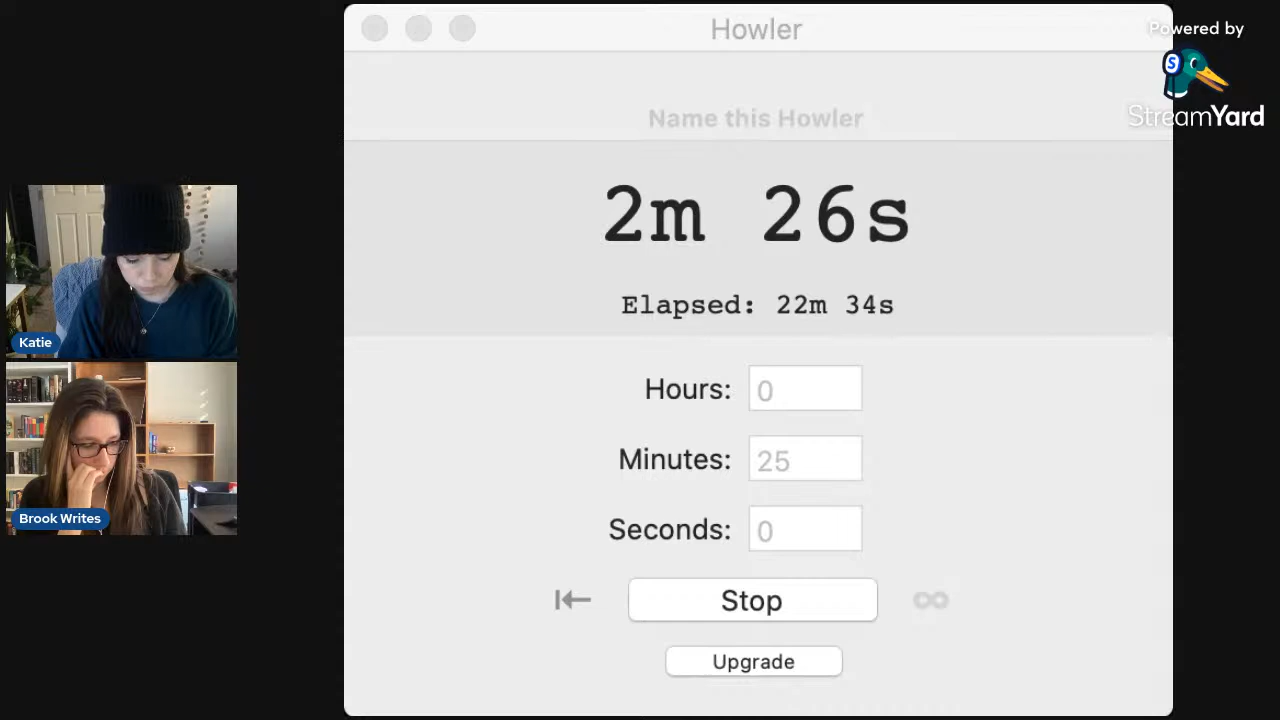 Howler
Powered by
S
StreamYard
Name this Howler
2m 26s
Elapsed: 22m 34s
Katie
Brook Writes
Hours: 0
Minutes: 25
Seconds: 0
Stop
Upgrade